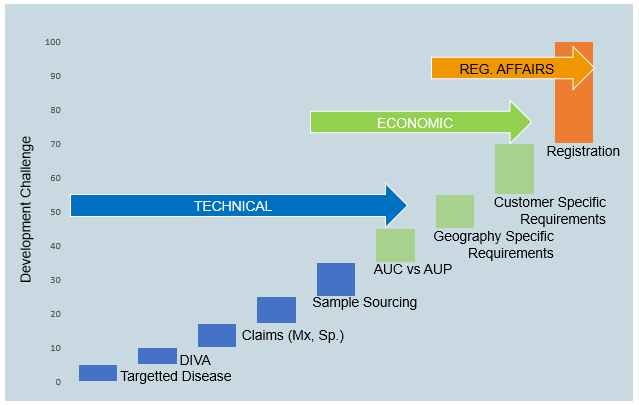 100
90
80
70
60
50
40
30
20
10
0
Development Challenge
REG. AFFAIRS
ECONOMIC
TECHNICAL
Registration
Customer Specific
Requirements
Geography Specific
Requirements
AUC vs AUP
Sample Sourcing
Claims (Mx, Sp.)
DIVA
Targetted Disease